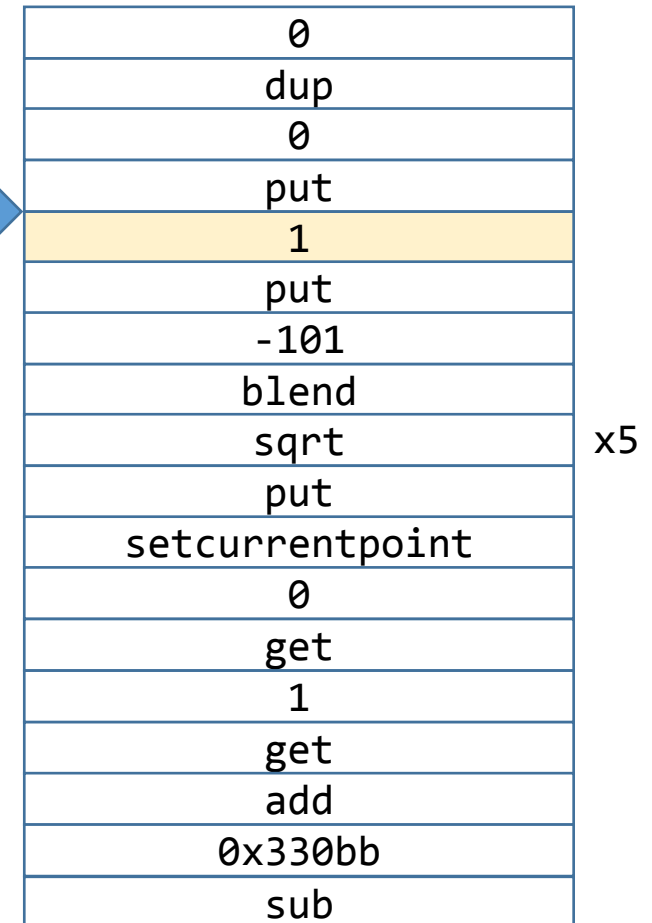 0
dup
0
put
1
put
-101
blend
sqrt x5
put
setcurrentpoint
0
get
1
get
add
0x330bb
sub